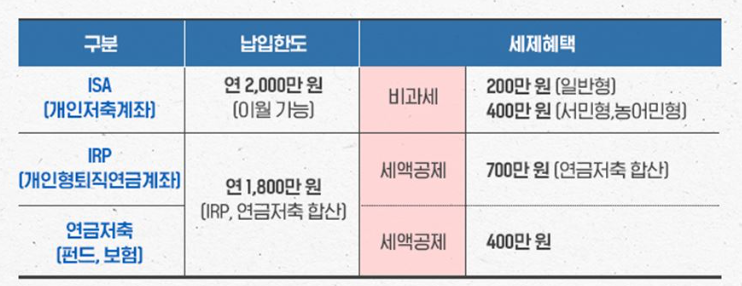 구분 납입한도 세제혜택
ISA
(개인저축계좌)
연 2,000만 원
(이월 가능)
비과세
200만 원 (일반형)
400만 원 (서민형,농어민형)
IRP
(개인형퇴직연금계좌)
연 1,800만 원
(IRP, 연금저축 합산)
세액공제
700만 원 (연금저축 합산)
연금저축
(펀드, 보험)
세액공제
400만 원